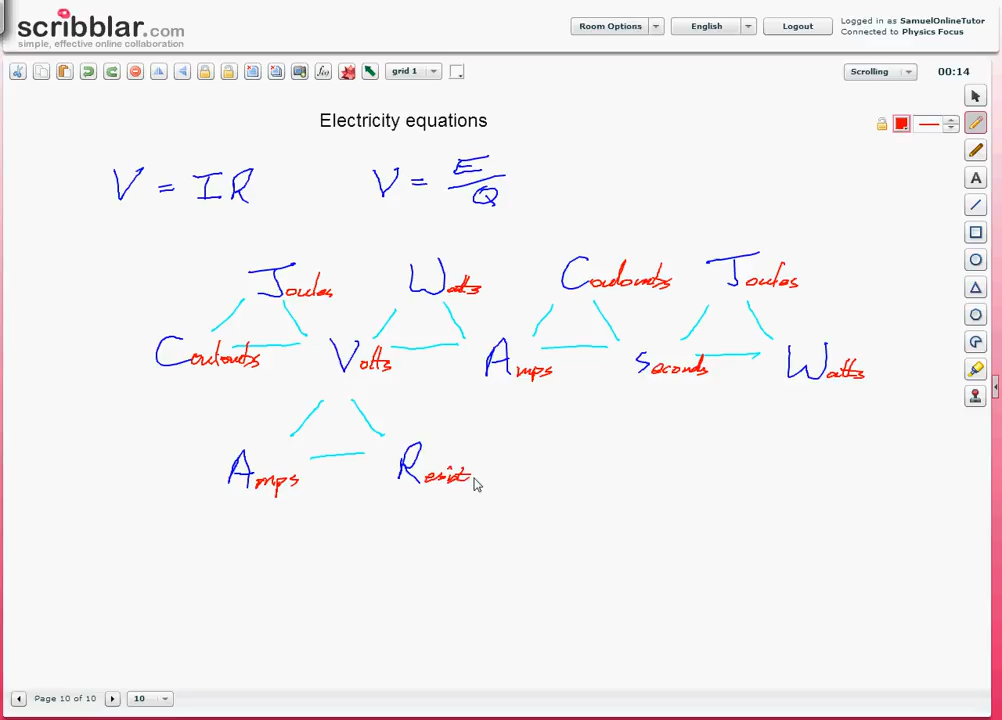 scribblar.com
simple, effective online collaboration
Room Options English Logout
Logged in as SamuelOnlineTutor
Connected to Physics Focus
f(x) grid 1 Scrolling 00:14
A
Electricity equations
V = IR V = E/Q
Joules Watts Coulombs Joules
Coulombs Volts Amps Seconds Watts
Amps Resist
Page 10 of 10 10